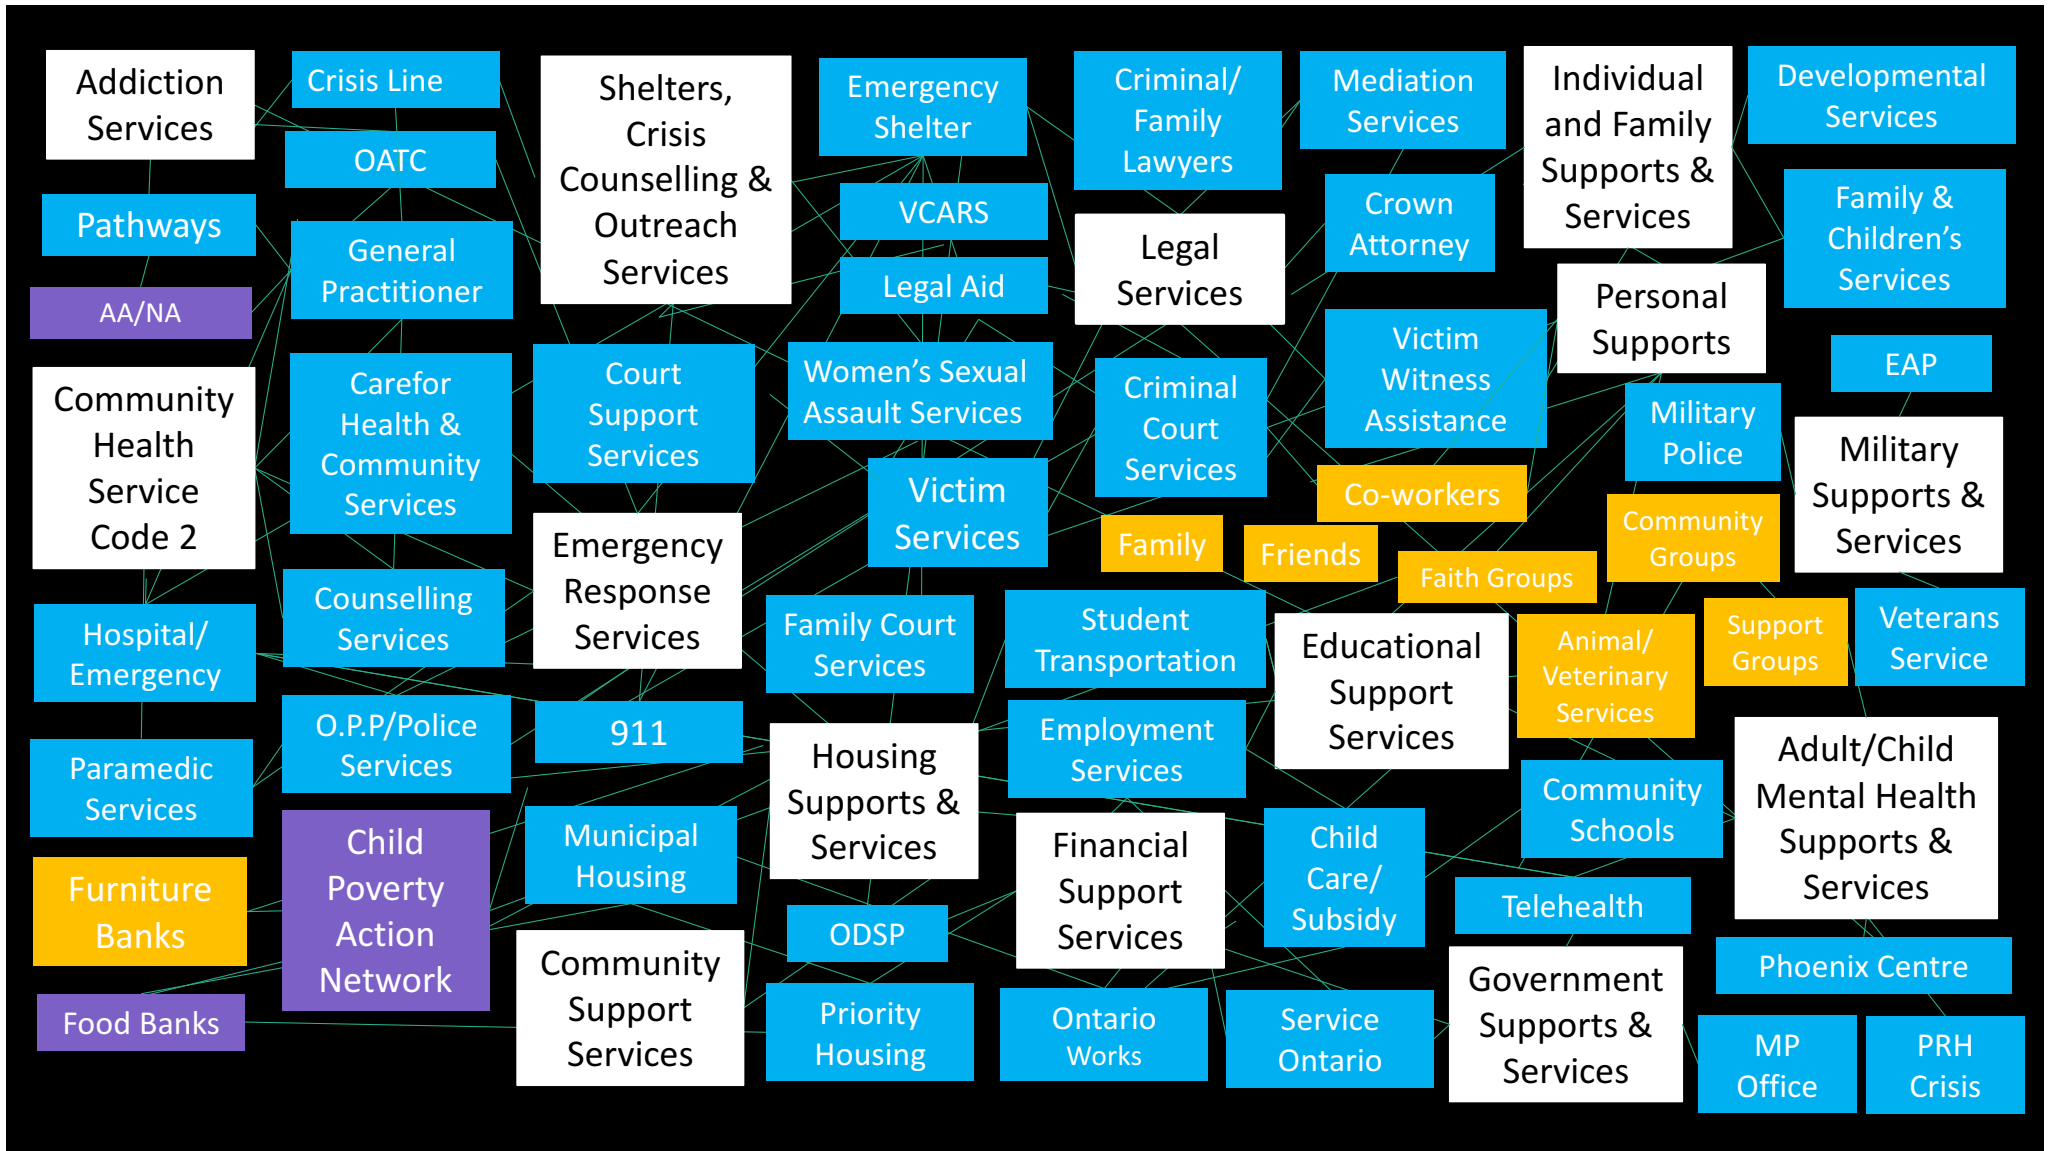 Addiction
Services
Crisis Line
OATC
Pathways
AA/NA
General
Practitioner
Community
Health
Service
Code 2
Carefor
Health &
Community
Services
Counselling
Services
Hospital/
Emergency
Paramedic
Services
O.P.P/Police
Services
Furniture
Banks
Child
Poverty
Action
Network
Food Banks
Shelters,
Crisis
Counselling &
Outreach
Services
Court
Support
Services
Emergency
Response
Services
911
Municipal
Housing
Community
Support
Services
Emergency
Shelter
VCARS
Legal Aid
Women's Sexual
Assault Services
Victim
Services
Family Court
Services
Housing
Supports &
Services
ODSP
Priority
Housing
Criminal/
Family
Lawyers
Mediation
Services
Legal
Services
Crown
Attorney
Criminal
Court
Services
Victim
Witness
Assistance
Co-workers
Family
Friends
Faith Groups
Student
Transportation
Employment
Services
Educational
Support
Services
Financial
Support
Services
Child
Care/
Subsidy
Ontario
Works
Service
Ontario
Individual
and Family
Supports &
Services
Developmental
Services
Family &
Children's
Services
Personal
Supports
EAP
Military
Police
Military
Supports &
Services
Community
Groups
Animal/
Veterinary
Services
Support
Groups
Veterans
Service
Community
Schools
Adult/Child
Mental Health
Supports &
Services
Telehealth
Phoenix Centre
Government
Supports &
Services
MP
Office
PRH
Crisis